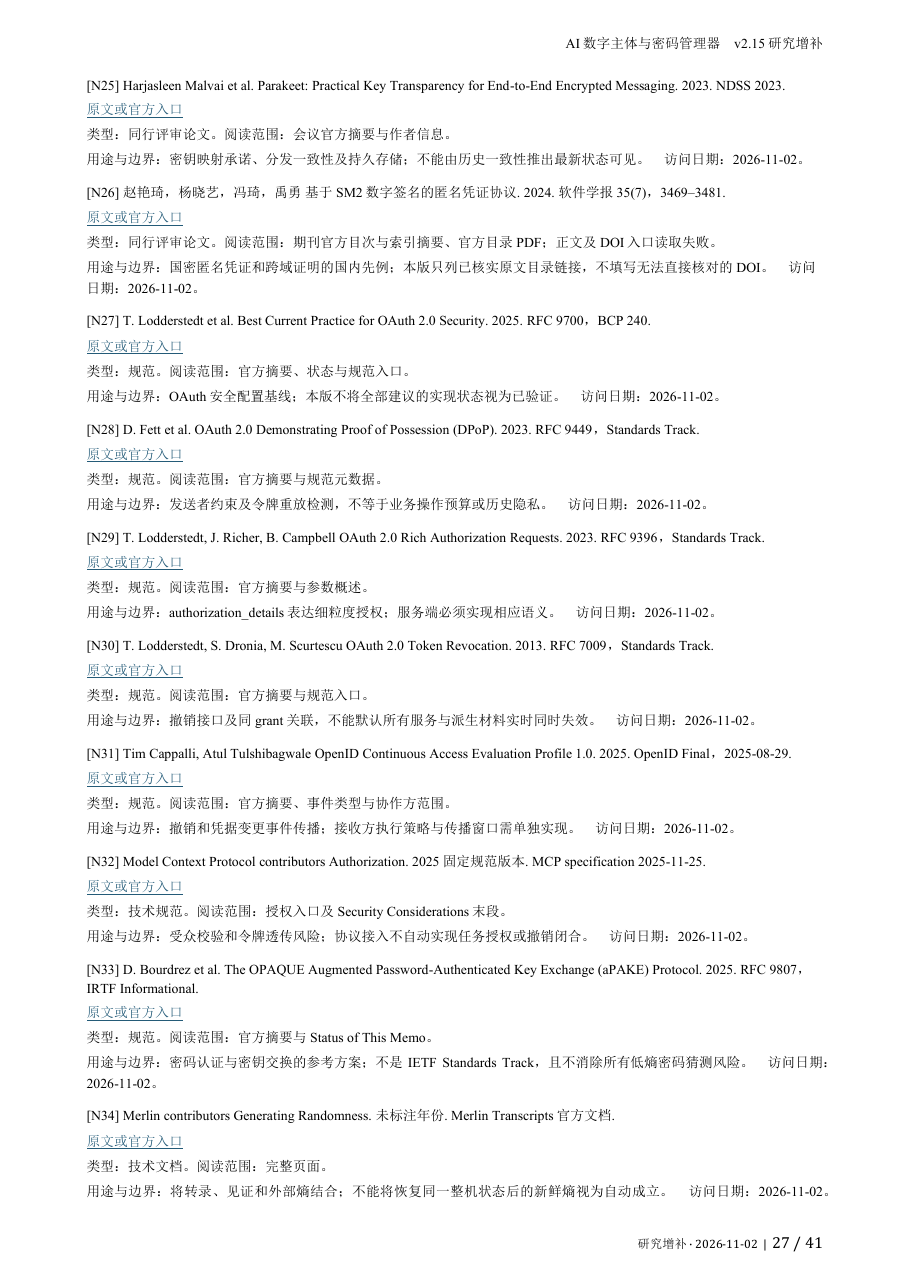 AI 数字主体与密码管理器 v2.15 研究增补
[N25] Harjasleen Malvai et al. Parakeet: Practical Key Transparency for End-to-End Encrypted Messaging. 2023. NDSS 2023.
原文或官方入口
类型：同行评审论文。阅读范围：会议官方摘要与作者信息。
用途与边界：密钥映射承诺、分发一致性及持久存储；不能由历史一致性推出最新状态可见。 访问日期：2026-11-02。
[N26] 赵艳琦，杨晓艺，冯琦，禹勇 基于 SM2 数字签名的匿名凭证协议. 2024. 软件学报 35(7)，3469–3481.
原文或官方入口
类型：同行评审论文。阅读范围：期刊官方目次与索引摘要、官方目录 PDF；正文及 DOI 入口读取失败。
用途与边界：国密匿名凭证和跨域证明的国内先例；本版只列已核实原文目录链接，不填写无法直接核对的 DOI。 访问
日期：2026-11-02。
[N27] T. Lodderstedt et al. Best Current Practice for OAuth 2.0 Security. 2025. RFC 9700，BCP 240.
原文或官方入口
类型：规范。阅读范围：官方摘要、状态与规范入口。
用途与边界：OAuth 安全配置基线；本版不将全部建议的实现状态视为已验证。 访问日期：2026-11-02。
[N28] D. Fett et al. OAuth 2.0 Demonstrating Proof of Possession (DPoP). 2023. RFC 9449，Standards Track.
原文或官方入口
类型：规范。阅读范围：官方摘要与规范元数据。
用途与边界：发送者约束及令牌重放检测，不等于业务操作预算或历史隐私。 访问日期：2026-11-02。
[N29] T. Lodderstedt, J. Richer, B. Campbell OAuth 2.0 Rich Authorization Requests. 2023. RFC 9396，Standards Track.
原文或官方入口
类型：规范。阅读范围：官方摘要与参数概述。
用途与边界：authorization_details 表达细粒度授权；服务端必须实现相应语义。 访问日期：2026-11-02。
[N30] T. Lodderstedt, S. Dronia, M. Scurtescu OAuth 2.0 Token Revocation. 2013. RFC 7009，Standards Track.
原文或官方入口
类型：规范。阅读范围：官方摘要与规范入口。
用途与边界：撤销接口及同 grant 关联，不能默认所有服务与派生材料实时同时失效。 访问日期：2026-11-02。
[N31] Tim Cappalli, Atul Tulshibagwale OpenID Continuous Access Evaluation Profile 1.0. 2025. OpenID Final，2025-08-29.
原文或官方入口
类型：规范。阅读范围：官方摘要、事件类型与协作方范围。
用途与边界：撤销和凭据变更事件传播；接收方执行策略与传播窗口需单独实现。 访问日期：2026-11-02。
[N32] Model Context Protocol contributors Authorization. 2025 固定规范版本. MCP specification 2025-11-25.
原文或官方入口
类型：技术规范。阅读范围：授权入口及 Security Considerations 末段。
用途与边界：受众校验和令牌透传风险；协议接入不自动实现任务授权或撤销闭合。 访问日期：2026-11-02。
[N33] D. Bourdrez et al. The OPAQUE Augmented Password-Authenticated Key Exchange (aPAKE) Protocol. 2025. RFC 9807，
IRTF Informational.
原文或官方入口
类型：规范。阅读范围：官方摘要与 Status of This Memo。
用途与边界：密码认证与密钥交换的参考方案；不是 IETF Standards Track，且不消除所有低熵密码猜测风险。 访问日期：
2026-11-02。
[N34] Merlin contributors Generating Randomness. 未标注年份. Merlin Transcripts 官方文档.
原文或官方入口
类型：技术文档。阅读范围：完整页面。
用途与边界：将转录、见证和外部熵结合；不能将恢复同一整机状态后的新鲜熵视为自动成立。 访问日期：2026-11-02。
研究增补 · 2026-11-02 | 27 / 41